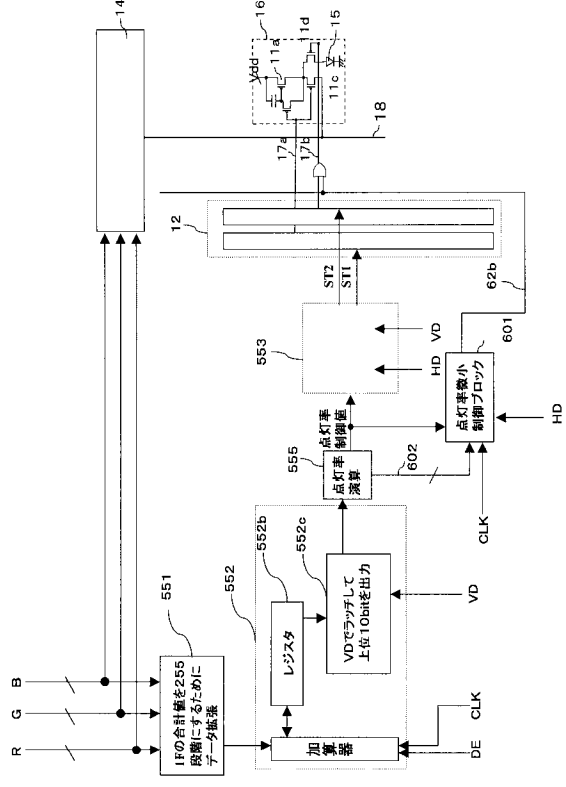 B
G
R
551
1Fの合計値を255
段階にするために
データ拡張
552
552b
レジスタ
552c
VDでラッチして
上位10bitを出力
加算
器
CLK
DE
VD
555
点灯率
演算
点灯率
制御値
602
553
HD
VD
CLK
601
点灯率微小
制御ブロック
HD
62b
ST2
ST1
12
14
16
Vdd
11a
11d
15
11c
17a
17b
18